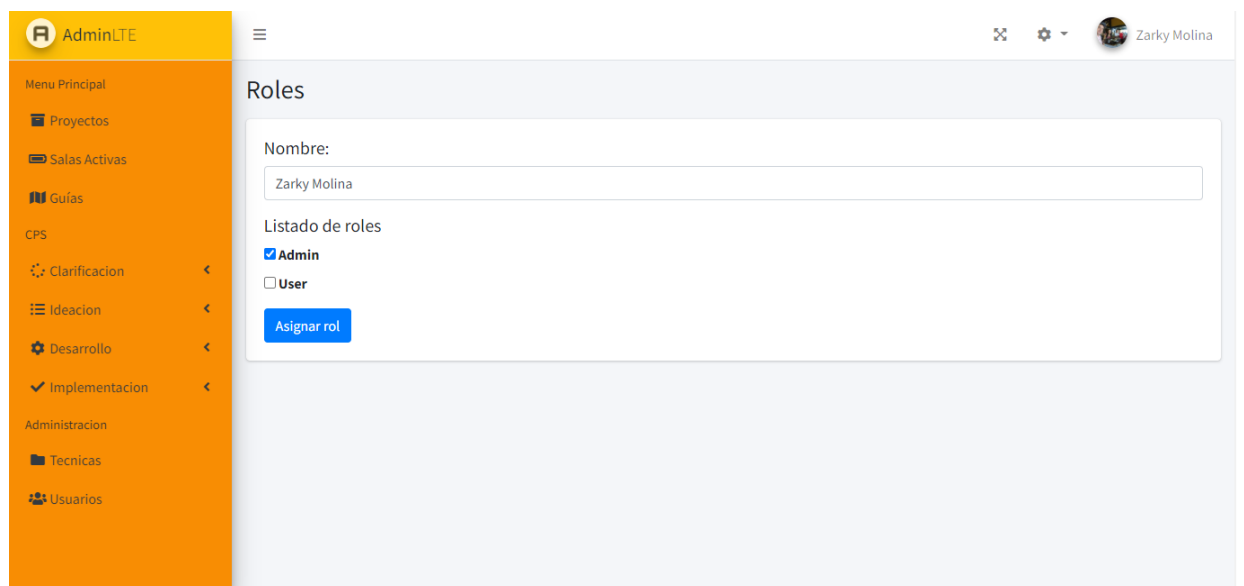 AdminLTE
Zarky Molina
Menu Principal
Proyectos
Salas Activas
Guías
CPS
Clarificacion
Ideacion
Desarrollo
Implementacion
Administracion
Tecnicas
Usuarios
Roles
Nombre:
Zarky Molina
Listado de roles
Admin
User
Asignar rol